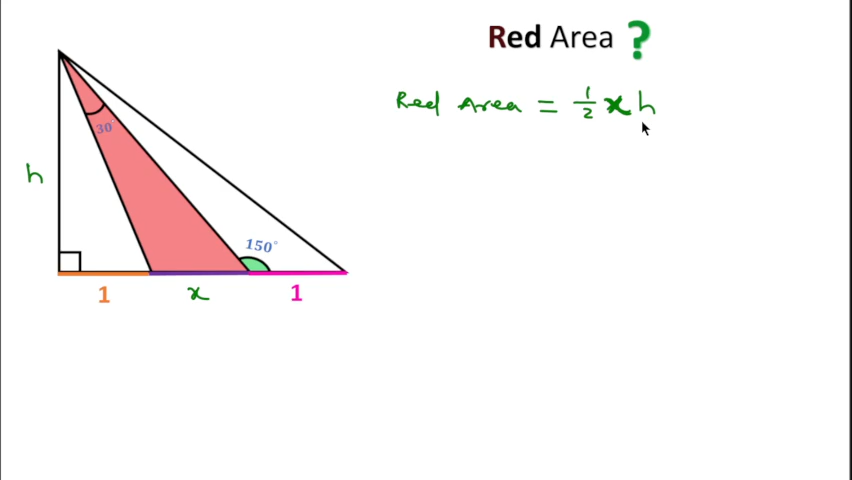 Red Area ?
Red Area = 1/2 x h
30°
h
150°
1
x
1